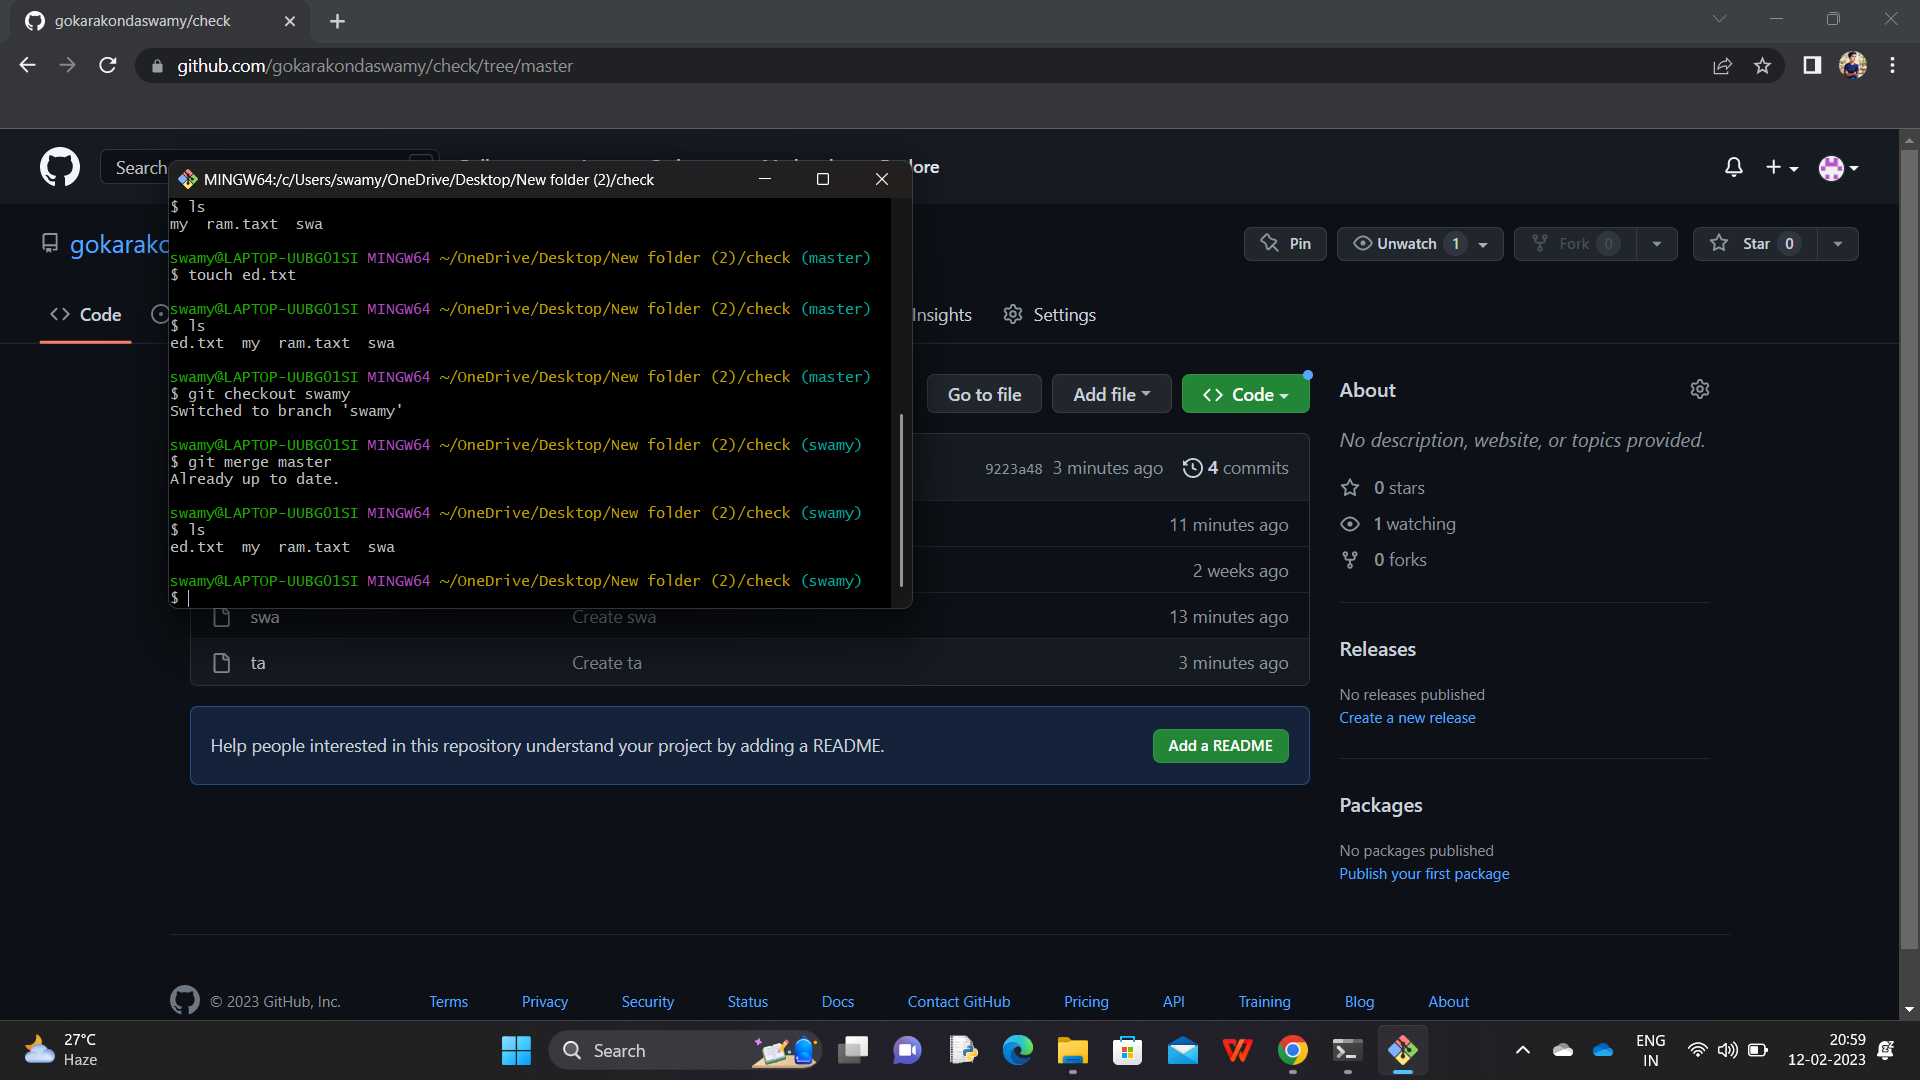 gokarakondaswamy/check
github.com/gokarakondaswamy/check/tree/master
Search
lore
MINGW64:/c/Users/swamy/OneDrive/Desktop/New folder (2)/check
$ ls
my  ram.taxt  swa
swamy@LAPTOP-UUBGO1SI MINGW64 ~/OneDrive/Desktop/New folder (2)/check (master)
$ touch ed.txt
swamy@LAPTOP-UUBGO1SI MINGW64 ~/OneDrive/Desktop/New folder (2)/check (master)
$ ls
ed.txt  my  ram.taxt  swa
swamy@LAPTOP-UUBGO1SI MINGW64 ~/OneDrive/Desktop/New folder (2)/check (master)
$ git checkout swamy
Switched to branch 'swamy'
swamy@LAPTOP-UUBGO1SI MINGW64 ~/OneDrive/Desktop/New folder (2)/check (swamy)
$ git merge master
Already up to date.
swamy@LAPTOP-UUBGO1SI MINGW64 ~/OneDrive/Desktop/New folder (2)/check (swamy)
$ ls
ed.txt  my  ram.taxt  swa
swamy@LAPTOP-UUBGO1SI MINGW64 ~/OneDrive/Desktop/New folder (2)/check (swamy)
$
gokarako
Pin
Unwatch 1
Fork 0
Star 0
Code
Insights
Settings
Go to file
Add file
Code
9223a48 3 minutes ago 4 commits
11 minutes ago
2 weeks ago
swa Create swa 13 minutes ago
ta Create ta 3 minutes ago
Help people interested in this repository understand your project by adding a README.
Add a README
About
No description, website, or topics provided.
0 stars
1 watching
0 forks
Releases
No releases published
Create a new release
Packages
No packages published
Publish your first package
© 2023 GitHub, Inc. Terms Privacy Security Status Docs Contact GitHub Pricing API Training Blog About
27°C
Haze
Search
ENG
IN
20:59
12-02-2023